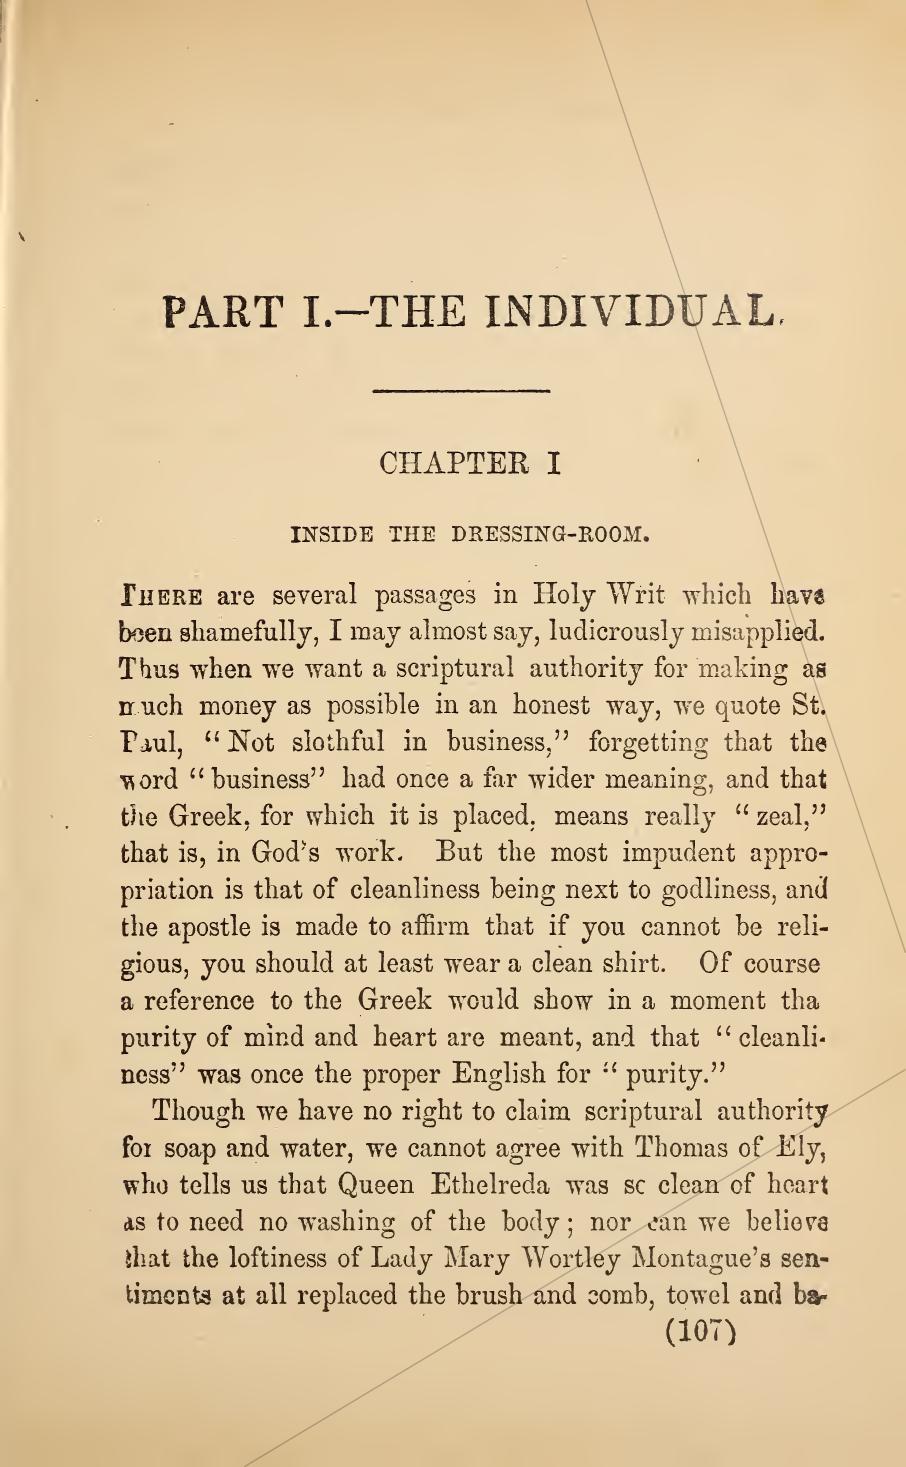 PART I.—THE INDIVIDUAL.
CHAPTER I
INSIDE THE DRESSING-ROOM.
THERE are several passages in Holy Writ which have
been shamefully, I may almost say, ludicrously misapplied.
Thus when we want a scriptural authority for making as
much money as possible in an honest way, we quote St.
Paul, “Not slothful in business,” forgetting that the
word “business” had once a far wider meaning, and that
the Greek, for which it is placed, means really “zeal,”
that is, in God's work. But the most impudent appro-
priation is that of cleanliness being next to godliness, and
the apostle is made to affirm that if you cannot be reli-
gious, you should at least wear a clean shirt. Of course
a reference to the Greek would show in a moment tha
purity of mind and heart are meant, and that “cleanli-
ness” was once the proper English for “purity.”
Though we have no right to claim scriptural authority
for soap and water, we cannot agree with Thomas of Ely,
who tells us that Queen Ethelreda was so clean of heart
as to need no washing of the body; nor can we believe
that the loftiness of Lady Mary Wortley Montague's sen-
timents at all replaced the brush and comb, towel and ba-
(107)